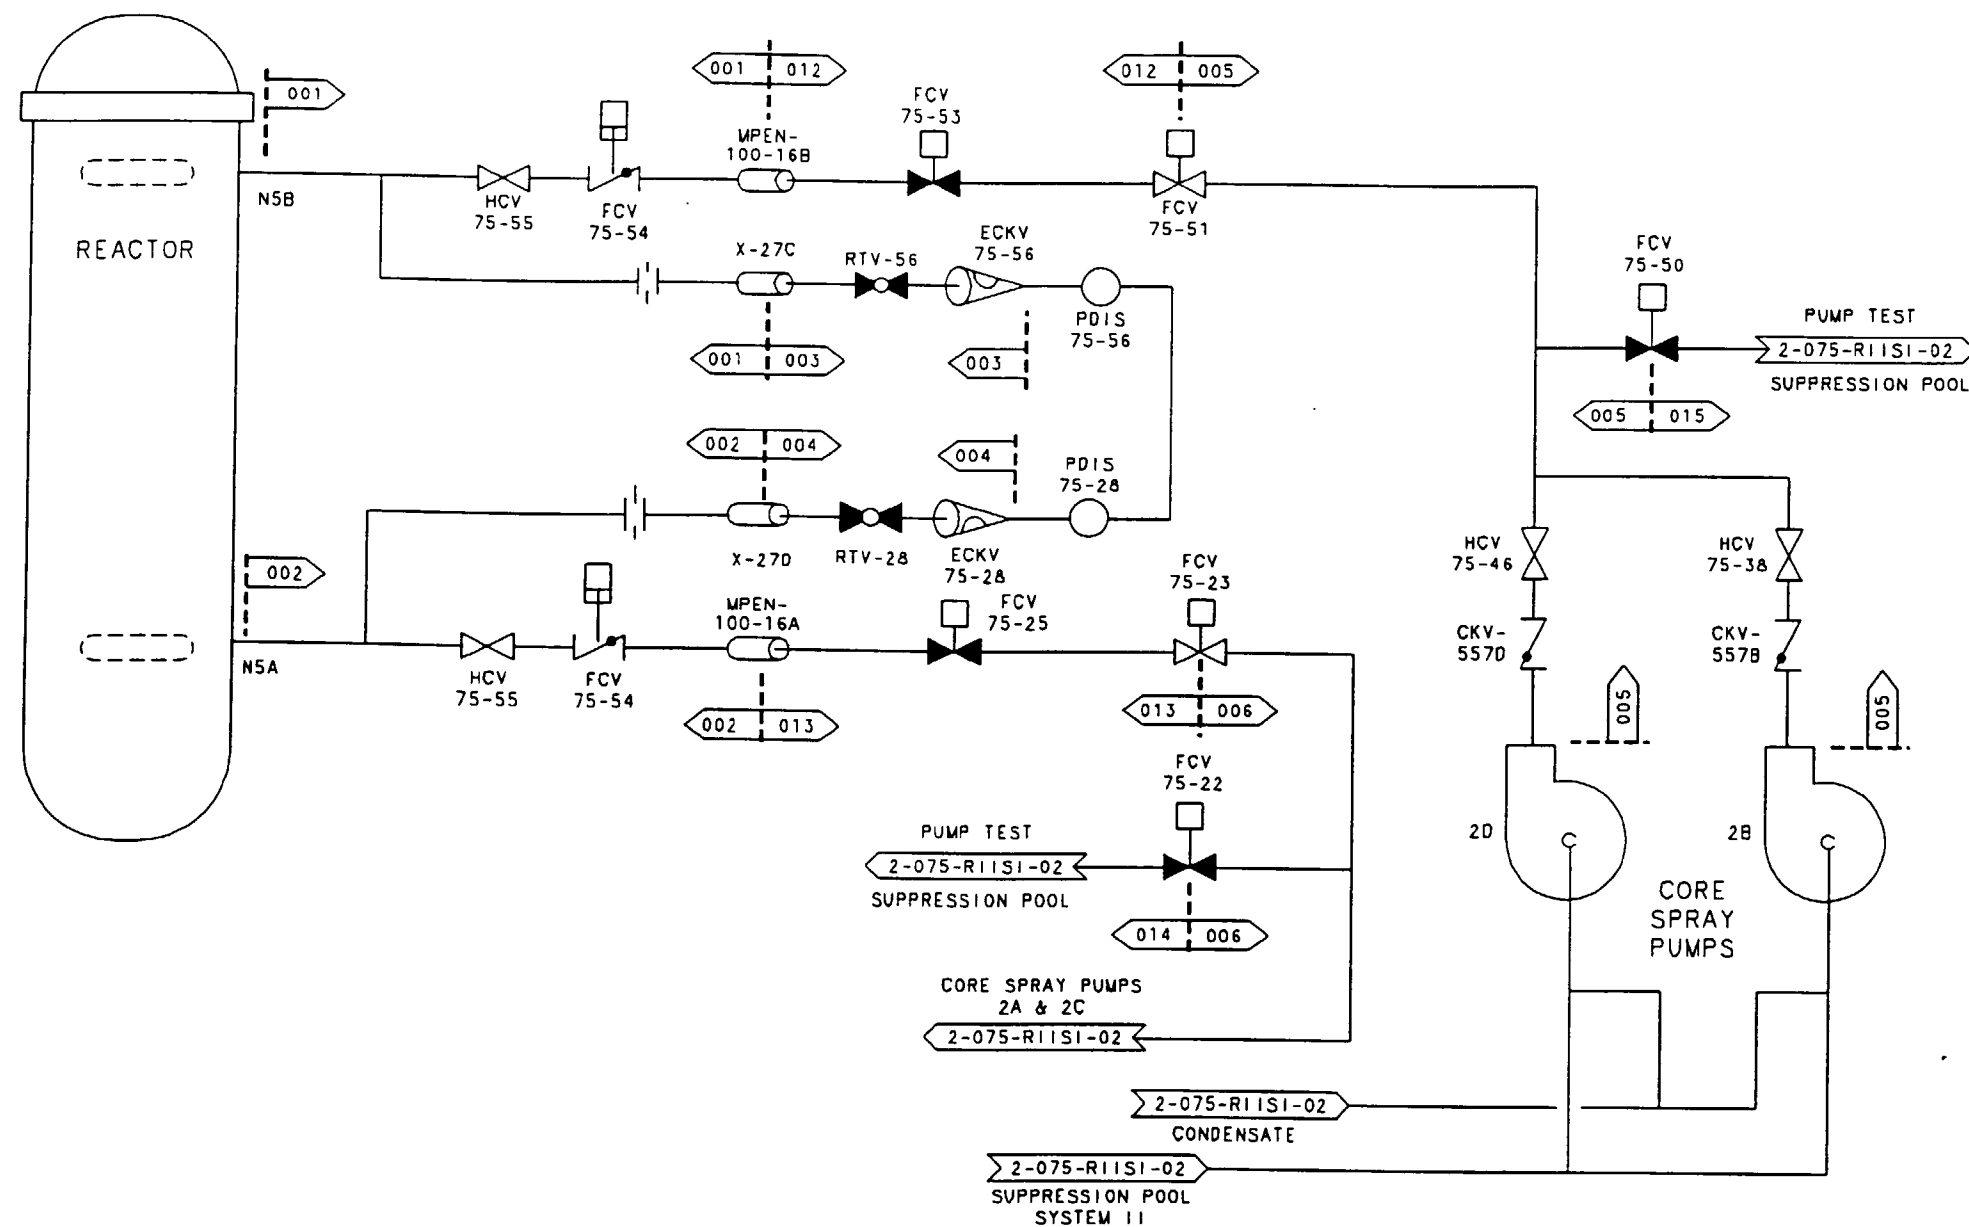 001
001 012
012 005
FCV
75-53
MPEN-
100-16B
N5B
HCV
75-55
FCV
75-54
FCV
75-51
REACTOR
X-27C
RTV-56
ECKV
75-56
PDIS
75-56
FCV
75-50
PUMP TEST
2-075-R11S1-02
SUPPRESSION POOL
001 003
003
005 015
002 004
004
PDIS
75-28
X-27D
RTV-28
ECKV
75-28
002
N5A
HCV
75-55
FCV
75-54
MPEN-
100-16A
FCV
75-25
FCV
75-23
HCV
75-46
HCV
75-38
CKV-
557D
CKV-
557B
002 013
013 006
005
005
FCV
75-22
PUMP TEST
2-075-R11S1-02
SUPPRESSION POOL
014 006
2D
2B
CORE
SPRAY
PUMPS
CORE SPRAY PUMPS
2A & 2C
2-075-R11S1-02
2-075-R11S1-02
CONDENSATE
2-075-R11S1-02
SUPPRESSION POOL
SYSTEM II